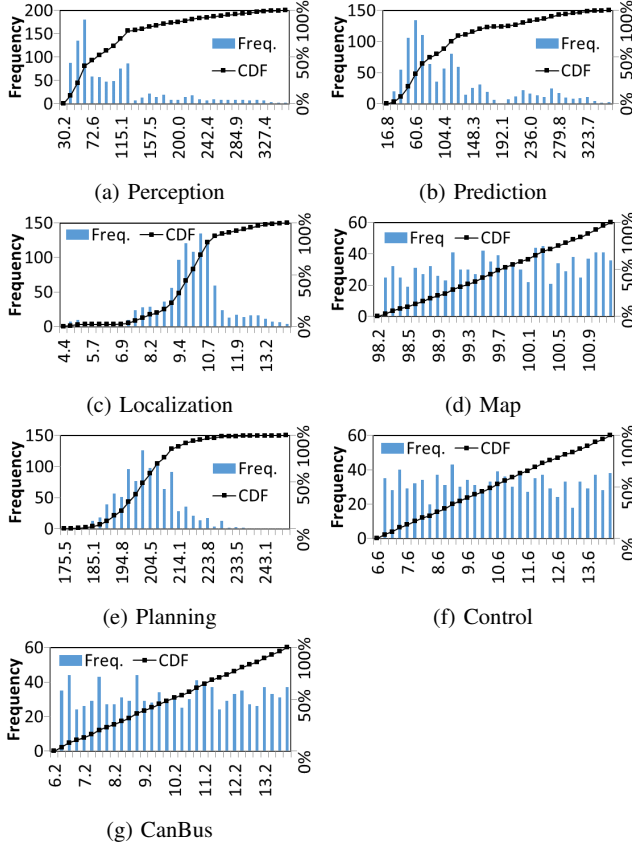 200
150
100
50
0
Frequency
Freq.
CDF
100%
50%
0%
30.2 72.6 115.1 157.5 200.0 242.4 284.9 327.4
(a) Perception
150
100
50
0
Frequency
Freq.
CDF
100%
50%
0%
16.8 60.6 104.4 148.3 192.1 236.0 279.8 323.7
(b) Prediction
150
100
50
0
Frequency
Freq. CDF
100%
50%
0%
4.4 5.7 6.9 8.2 9.4 10.7 11.9 13.2
(c) Localization
60
40
20
0
Frequency
Freq CDF
100%
50%
0%
98.2 98.5 98.9 99.3 99.7 100.1 100.5 100.9
(d) Map
150
100
50
0
Frequency
Freq.
CDF
100%
50%
0%
175.5 185.1 194.8 204.5 214.1 223.8 233.5 243.1
(e) Planning
60
40
20
0
Frequency
Freq. CDF
100%
50%
0%
6.6 7.6 8.6 9.6 10.6 11.6 12.6 13.6
(f) Control
60
40
20
0
Frequency
Freq. CDF
100%
50%
0%
6.2 7.2 8.2 9.2 10.2 11.2 12.2 13.2
(g) CanBus